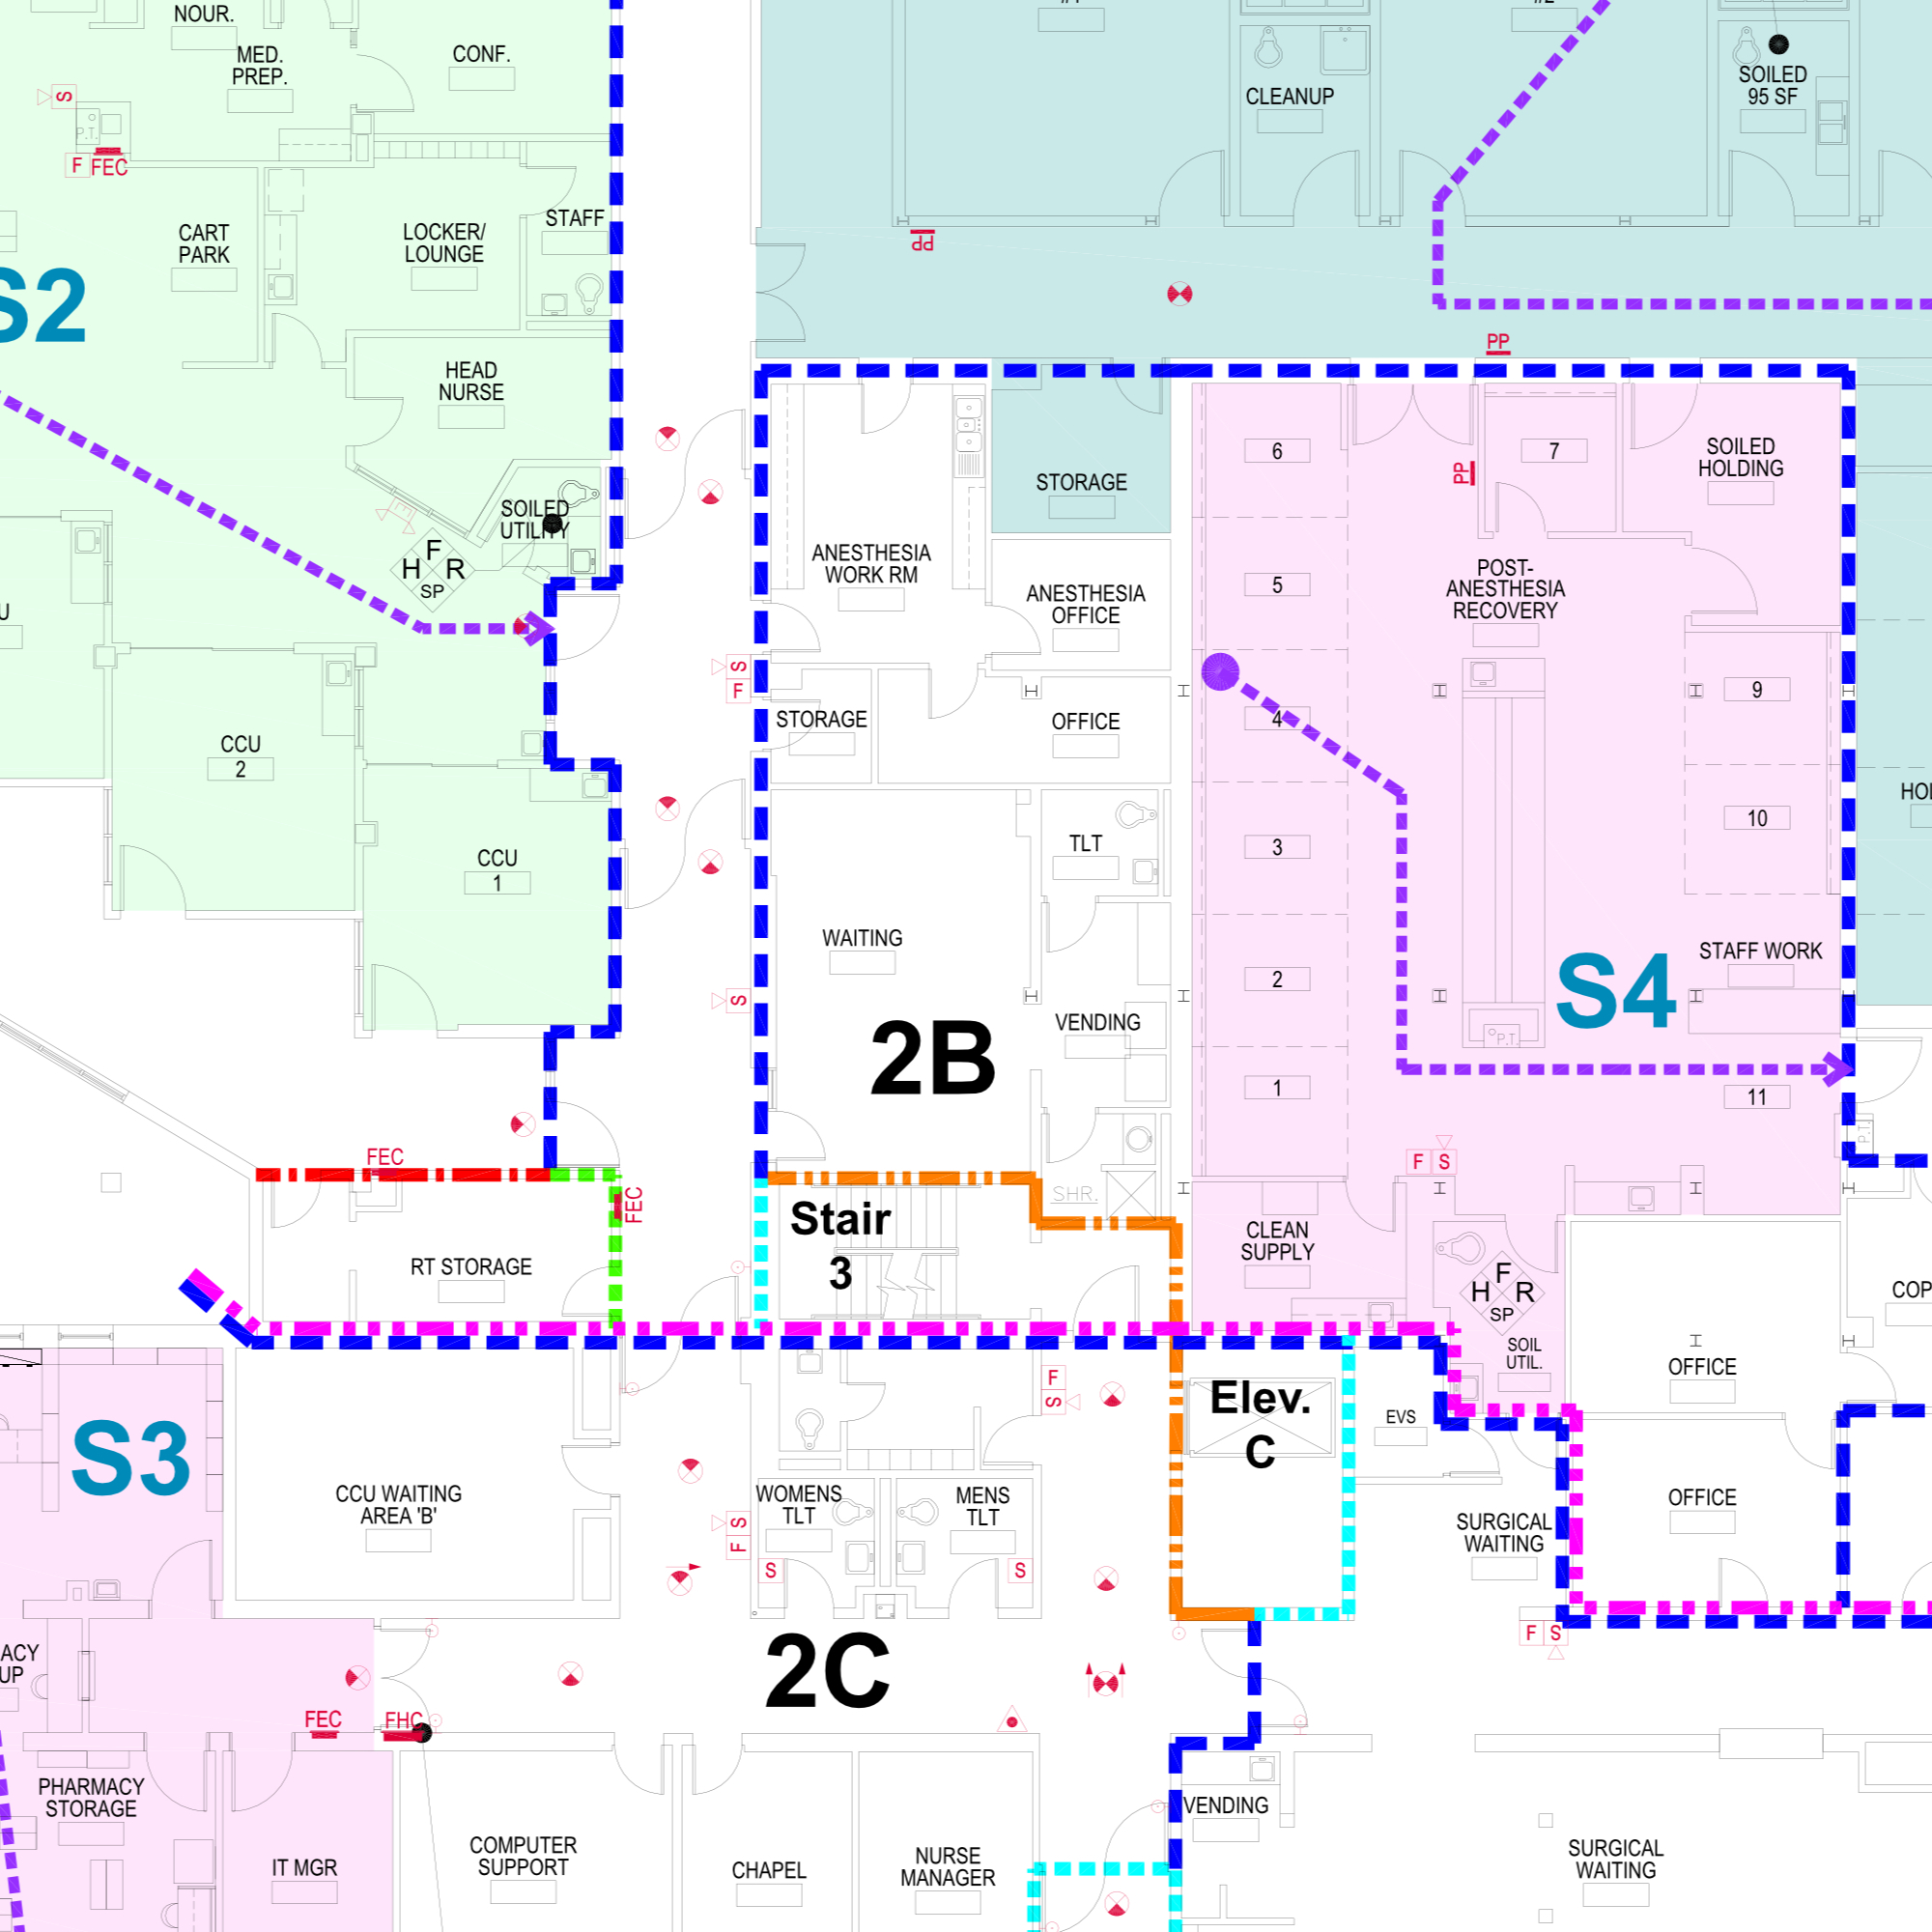 NOUR.
MED.
PREP.
CONF.
S
P.T.
F FEC
CART
PARK
LOCKER/
LOUNGE
STAFF
S2
HEAD
NURSE
SOILED
UTILITY
F
H R
SP
CCU
2
CCU
1
CLEANUP
SOILED
95 SF
PP
PP
PP
STORAGE
ANESTHESIA
WORK RM
ANESTHESIA
OFFICE
S
F
STORAGE
OFFICE
TLT
WAITING
S
2B
VENDING
SHR.
6
5
4
3
2
1
7
SOILED
HOLDING
POST-
ANESTHESIA
RECOVERY
9
10
STAFF WORK
S4
P.T.
11
P.T.
F S
FEC
FEC
RT STORAGE
Stair
3
CLEAN
SUPPLY
F
H R
SP
SOIL
UTIL.
OFFICE
OFFICE
S3
CCU WAITING
AREA 'B'
F
S
Elev.
C
EVS
S
F
WOMENS
TLT
MENS
TLT
S
S
SURGICAL
WAITING
F S
2C
FEC
FHC
PHARMACY
STORAGE
IT MGR
COMPUTER
SUPPORT
CHAPEL
NURSE
MANAGER
VENDING
SURGICAL
WAITING